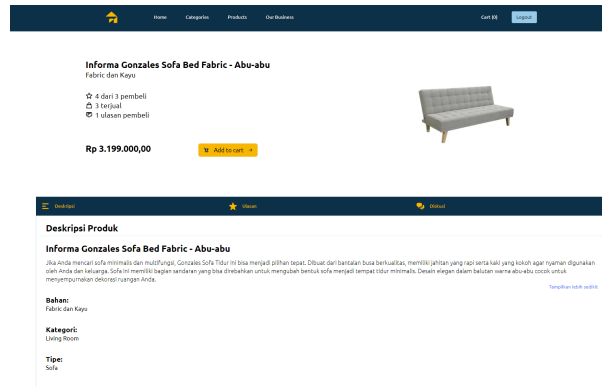 Home Categories Products Our Business Cart (0) Logout
Informa Gonzales Sofa Bed Fabric - Abu-abu
Fabric dan Kayu
4 dari 3 pembeli
3 terjual
1 ulasan pembeli
Rp 3.199.000,00 Add to cart →
Deskripsi Ulasan Diskusi
Deskripsi Produk
Informa Gonzales Sofa Bed Fabric - Abu-abu
Jika Anda mencari sofa minimalis dan multifungsi, Gonzales Sofa Tidur ini bisa menjadi pilihan tepat. Dibuat dari bantalan busa berkualitas, memiliki jahitan yang rapi serta kaki yang kokoh agar nyaman digunakan
oleh Anda dan keluarga. Sofa ini memiliki bagian sandaran yang bisa direbahkan untuk mengubah bentuk sofa menjadi tempat tidur minimalis. Desain elegan dalam balutan warna abu-abu cocok untuk
menyempurnakan dekorasi ruangan Anda.
Tampilkan lebih sedikit
Bahan:
Fabric dan Kayu
Kategori:
Living Room
Tipe:
Sofa